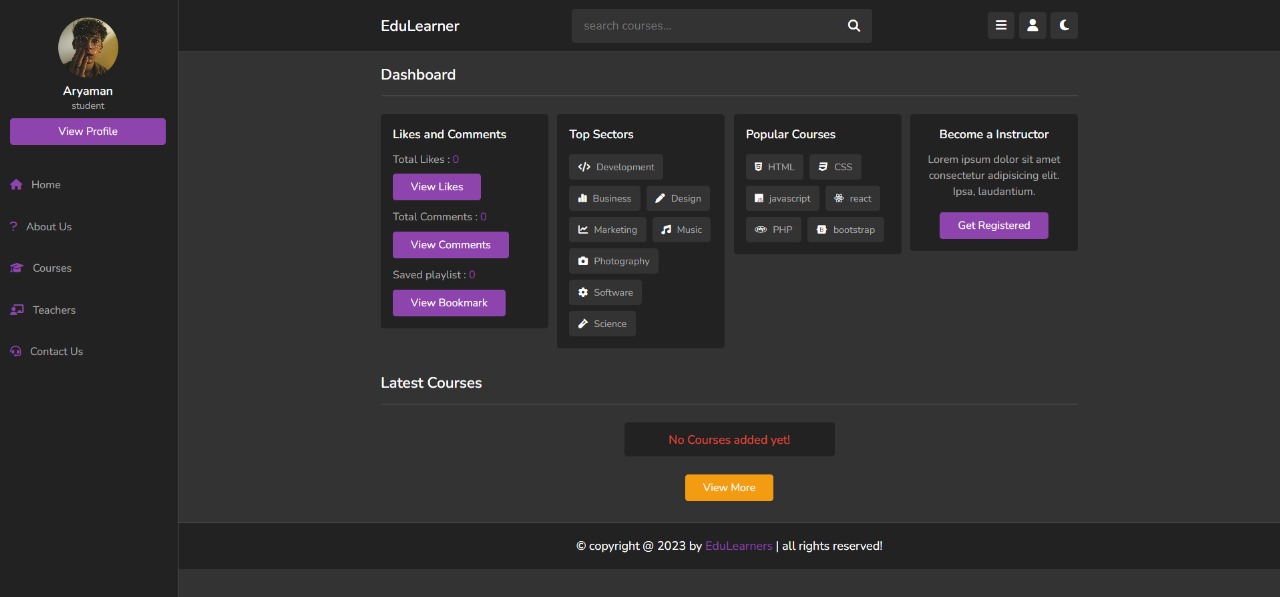 Aryaman
student
View Profile
Home
About Us
Courses
Teachers
Contact Us
EduLearner
search courses...
Dashboard
Likes and Comments
Total Likes : 0
View Likes
Total Comments : 0
View Comments
Saved playlist : 0
View Bookmark
Top Sectors
Development
Business Design
Marketing Music
Photography
Software
Science
Popular Courses
HTML CSS
javascript react
PHP bootstrap
Become a Instructor
Lorem ipsum dolor sit amet
consectetur adipisicing elit.
Ipsa, laudantium.
Get Registered
Latest Courses
No Courses added yet!
View More
© copyright @ 2023 by EduLearners | all rights reserved!